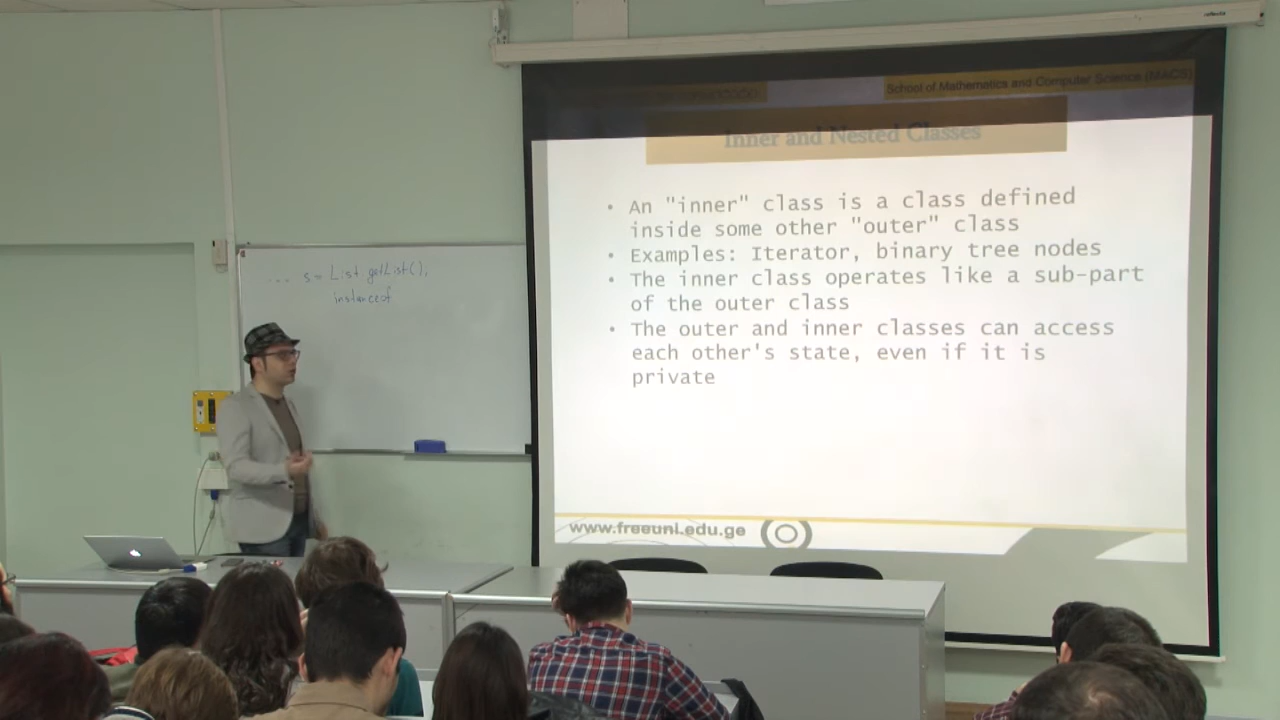 School of Mathematics and Computer Science (MACS)
Inner and Nested Classes
• An "inner" class is a class defined
inside some other "outer" class
• Examples: Iterator, binary tree nodes
• The inner class operates like a sub-part
of the outer class
• The outer and inner classes can access
each other's state, even if it is
private
www.freeuni.edu.ge
... s = List.getList();
instanceof